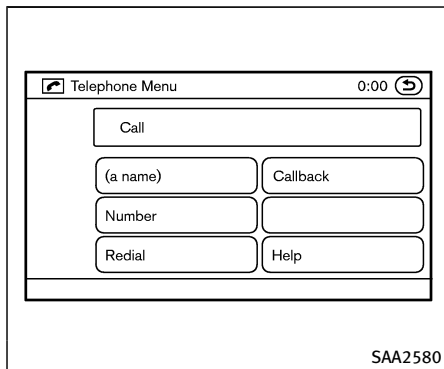 Telephone Menu 0:00
Call
(a name) Callback
Number
Redial Help
SAA2580